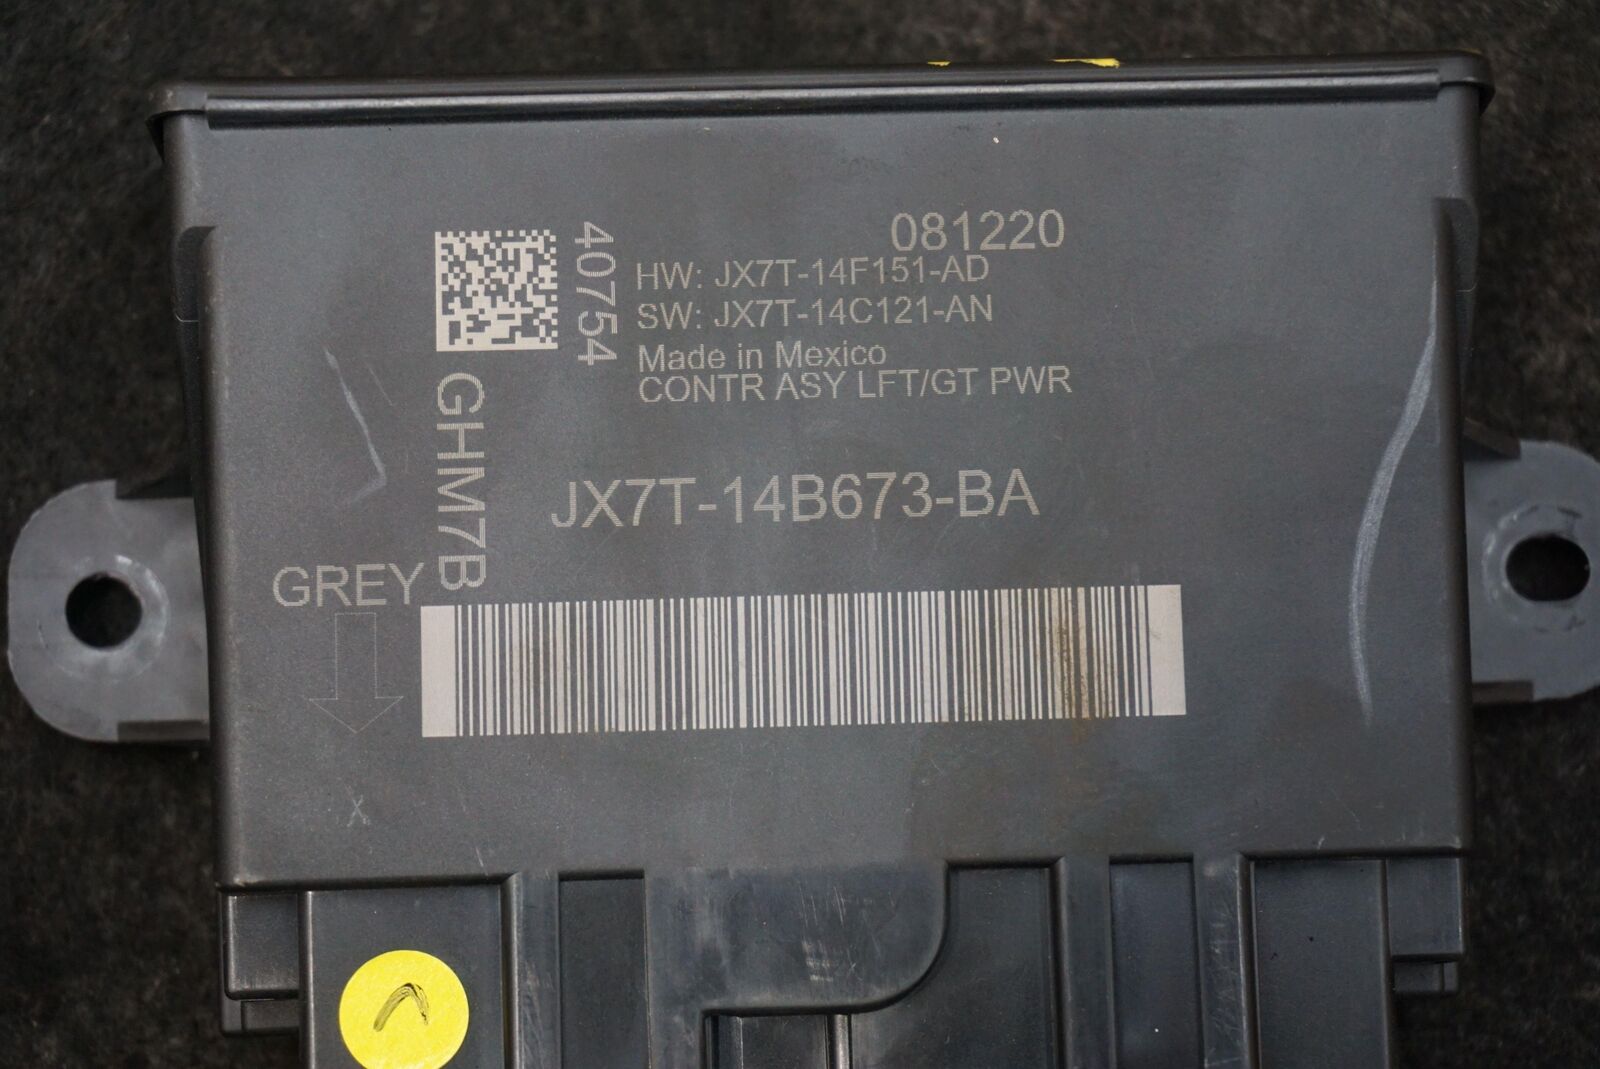 081220
40754
HW: JX7T-14F151-AD
SW: JX7T-14C121-AN
Made in Mexico
CONTR ASY LFT/GT PWR
GHM7B
JX7T-14B673-BA
GREY
X